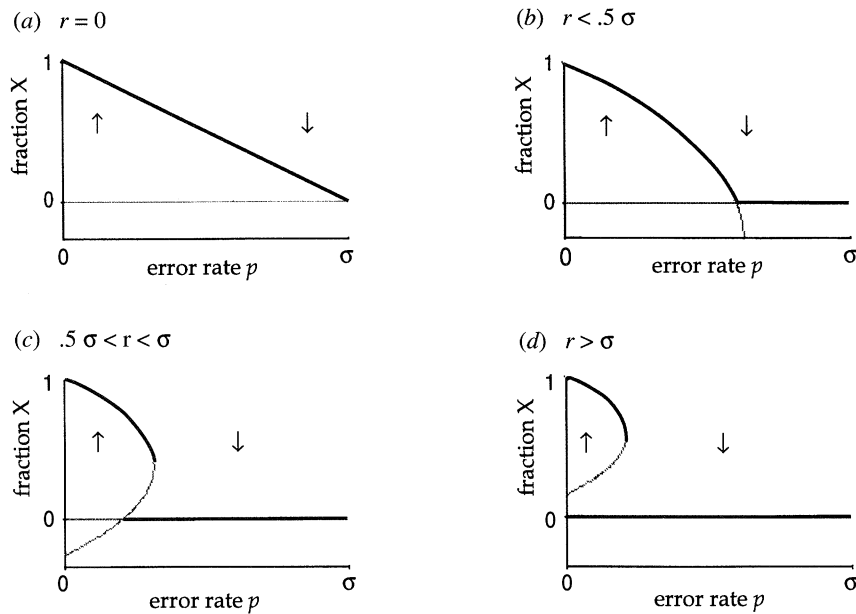 (a) r = 0
1
fraction X
↑
↓
0
0
σ
error rate p
(b) r < .5 σ
1
fraction X
↑
↓
0
0
σ
error rate p
(c) .5 σ < r < σ
1
fraction X
↑
↓
0
0
σ
error rate p
(d) r > σ
1
fraction X
↑
↓
0
0
σ
error rate p